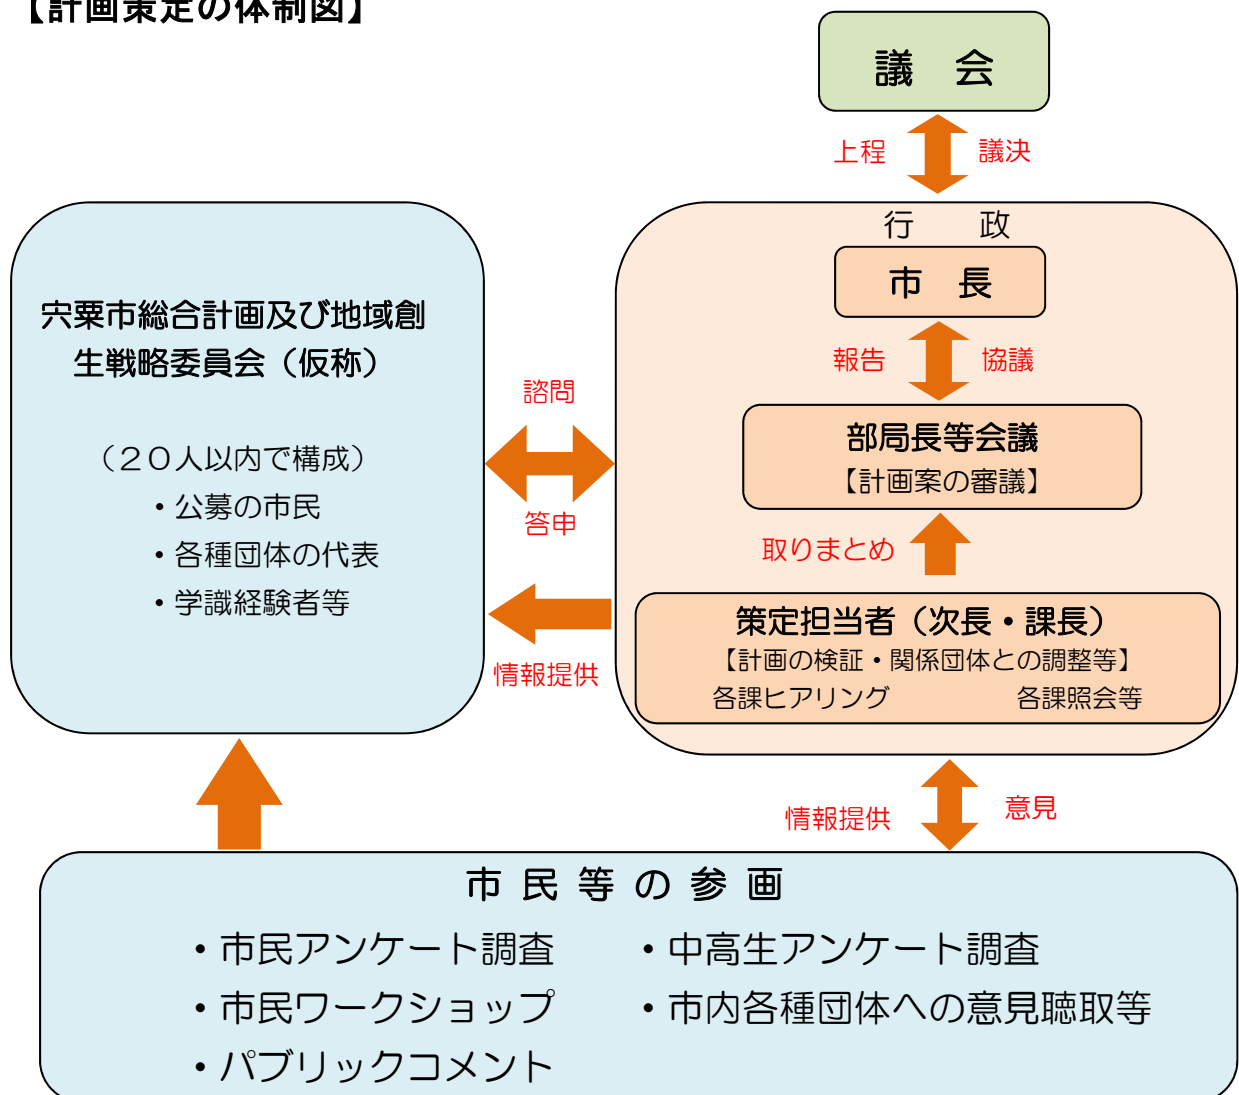 【計画策定の体制図】
議　会
上程　議決
行　政
市　長
報告　協議
部局長等会議
【計画案の審議】
取りまとめ
策定担当者（次長・課長）
【計画の検証・関係団体との調整等】
各課ヒアリング　各課照会等
宍粟市総合計画及び地域創
生戦略委員会（仮称）
（２０人以内で構成）
・公募の市民
・各種団体の代表
・学識経験者等
諮問
答申
情報提供
情報提供　意見
市 民 等 の 参 画
・市民アンケート調査　・中高生アンケート調査
・市民ワークショップ　・市内各種団体への意見聴取等
・パブリックコメント